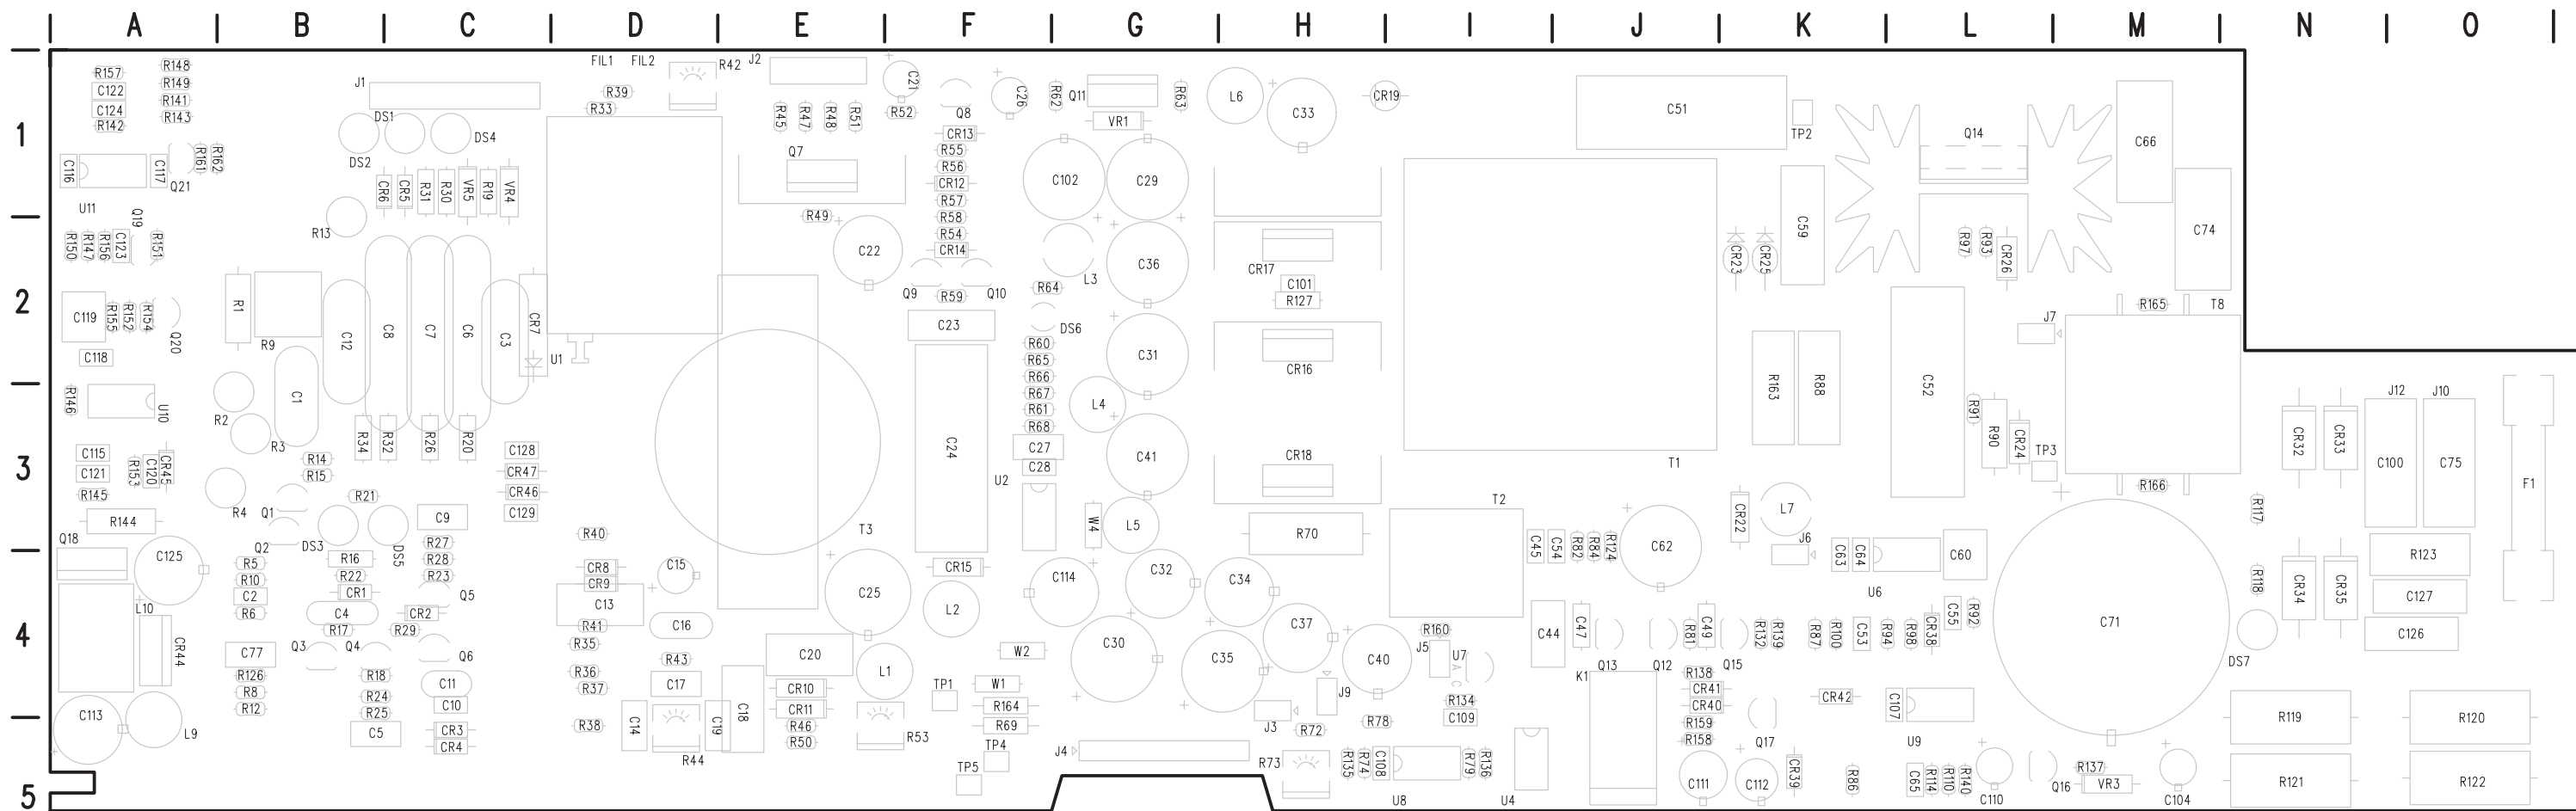 A B C D E F G H I J K L M N O
1
R157 R148 R149 C122 R141 C124 R143 R142
J1 FIL1 FIL2 R42 J2 C21 C26 R62 Q11 R63 L6 C33 CR19 C51 TP2 Q14 C66
R39 R33 R45 R47 R48 R51 R52 Q8 VR1
DS1 DS2 DS4 Q7 CR13 R55 R56 CR12 R57 R58 R54 CR14
C116 C117 Q21 R161 R162 CR6 CR5 R31 R30 VR5 R19 VR4 C102 C29 C59 C74
U11 Q19 R13 R49
2
R150 R147 R156 C123 R151 C22 L3 C36 CR17 CR23 CR25 R97 R93 CR26
C119 R155 R152 R154 Q20 R1 R9 C12 C8 C7 C6 C3 CR7 Q9 R59 Q10 R64 C101 R127 R165 T8
C118 U1 C23 DS6 C31 CR16 J7
R60 R65 R66 R67 R61 R68
3
R146 U10 R2 R3 C1 L4 R163 R88 C52 R91 R90 CR24 J12 J10
R34 R32 R26 R20 C24 C27 C28 C41 CR18 T1 TP3 CR32 CR33 C100 C75 F1
C115 C121 R153 C120 CR45 R145 R14 R15 C128 CR47 CR46 C129 U2
R4 R21 Q1 C9 T2 L7 R166 R117
R144 Q18 Q2 DS3 DS5 R40 T3 W4 L5 R70 C62 CR22 J6
C125 R5 R10 C2 R6 R16 R22 CR1 C4 R17 R27 R28 R23 CR2 R29 Q5 CR8 CR9 C15 C13 CR15 C45 C54 R82 R84 R124 C63 C64 C60 U6 R123 R118
4
L10 CR44 C77 Q3 Q4 Q6 R41 R35 C16 C25 L2 C114 C32 C34 C37 C30 C35 C40 C44 C47 R81 C49 R132 R139 R87 R100 C53 R94 R98 CR38 C55 R92 C71 CR34 CR35 C127 C126 DS7
R126 R8 R12 R18 R24 R25 C11 C10 R36 R37 R43 C17 C20 L1 W2 W1 R160 J5 U7 Q13 Q12 Q15 R138
C113 L9 C5 CR3 CR4 R38 C14 C19 C18 CR10 CR11 R46 R50 TP1 R164 R69 J9 R134 C109 K1 CR41 CR40 CR42 C107
R44 R53 TP4 TP5 J4 J3 R72 R78 R159 R158 Q17 U9 R119 R120
5
R73 R135 R74 C108 U8 R79 R136 U4 C111 C112 CR39 R86 C65 R114 R110 R140 C110 Q16 R137 VR3 C104 R121 R122